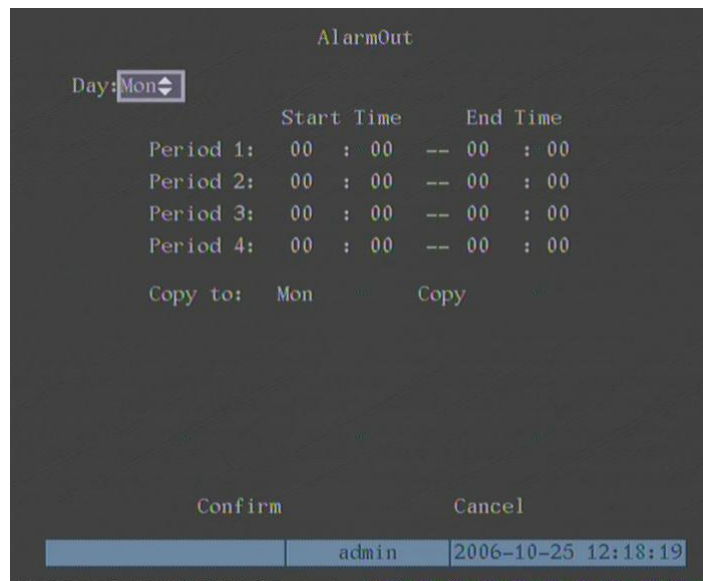 AlarmOut
Day: Mon
Start Time End Time
Period 1: 00 : 00 -- 00 : 00
Period 2: 00 : 00 -- 00 : 00
Period 3: 00 : 00 -- 00 : 00
Period 4: 00 : 00 -- 00 : 00
Copy to: Mon Copy
Confirm Cancel
admin 2006-10-25 12:18:19